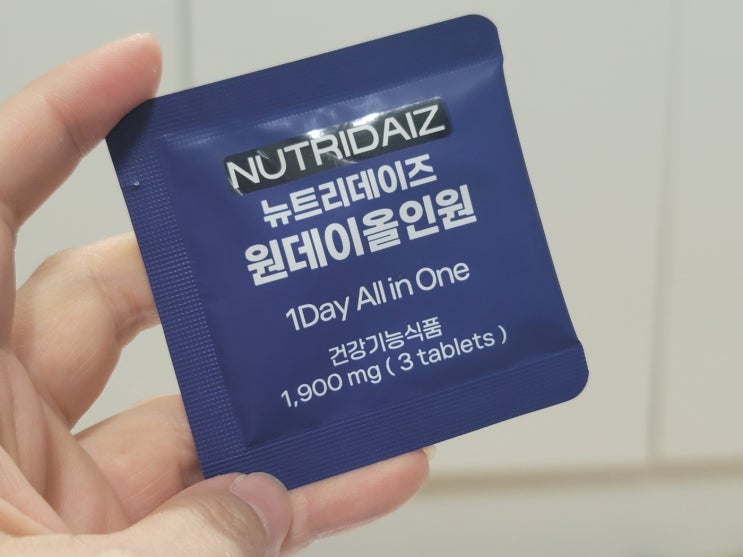 NUTRIDAIZ
뉴트리데이즈
원데이올인원
1Day All in One
건강기능식품
1,900 mg ( 3 tablets )